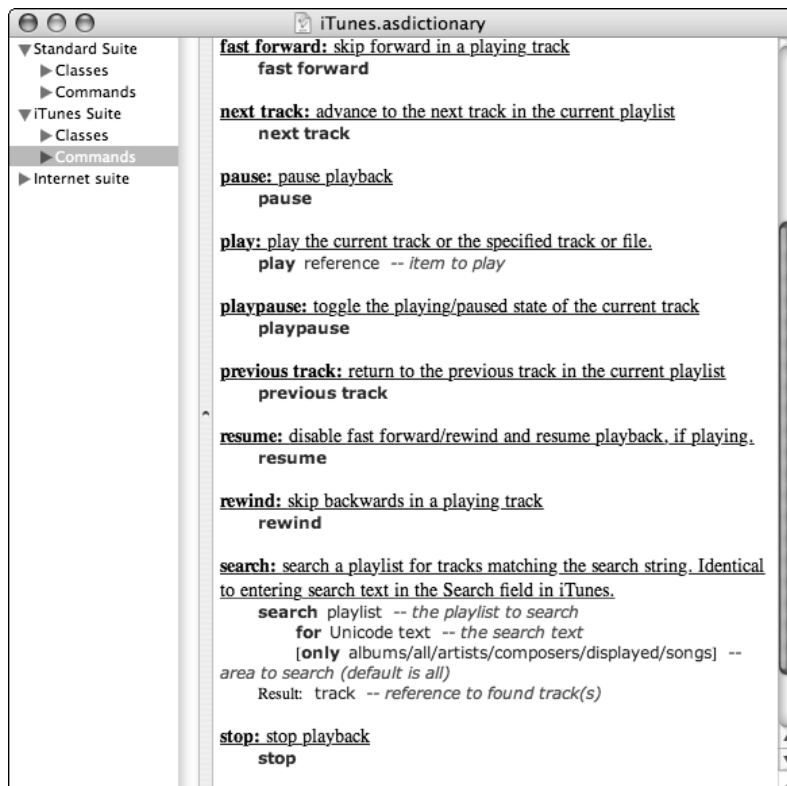 iTunes.asdictionary
Standard Suite
Classes
Commands
iTunes Suite
Classes
Commands
Internet suite
fast forward: skip forward in a playing track
fast forward
next track: advance to the next track in the current playlist
next track
pause: pause playback
pause
play: play the current track or the specified track or file.
play reference -- item to play
playpause: toggle the playing/paused state of the current track
playpause
previous track: return to the previous track in the current playlist
previous track
resume: disable fast forward/rewind and resume playback, if playing.
resume
rewind: skip backwards in a playing track
rewind
search: search a playlist for tracks matching the search string. Identical
to entering search text in the Search field in iTunes.
search playlist -- the playlist to search
for Unicode text -- the search text
[only albums/all/artists/composers/displayed/songs] --
area to search (default is all)
Result: track -- reference to found track(s)
stop: stop playback
stop